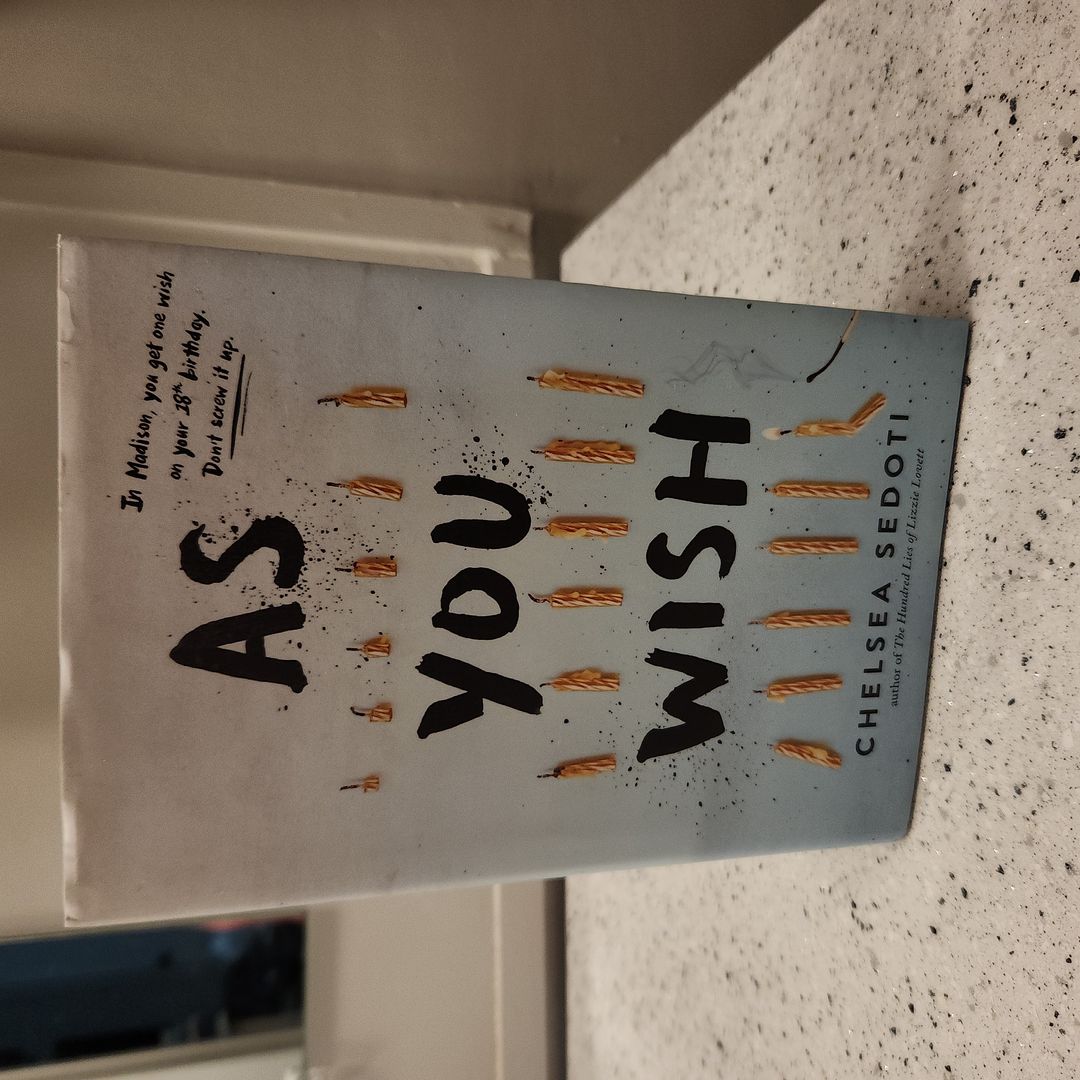 In Madison, you get one wish
on your 18th birthday.
Don't screw it up.
AS
YOU
WISH
CHELSEA SEDOTI
author of The Hundred Lies of Lizzie Lovett